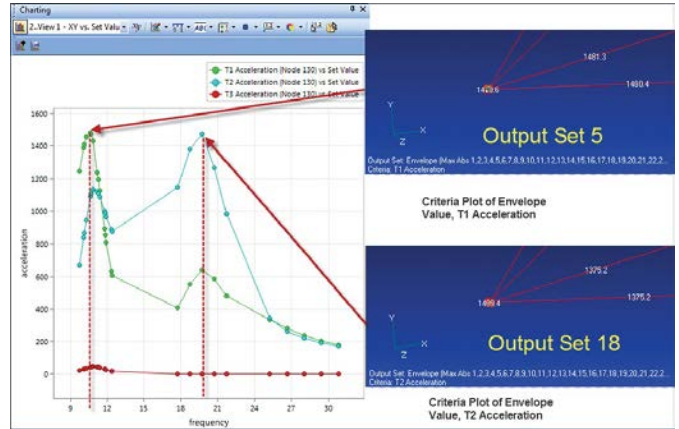 Charting
2..View 1 - XY vs. Set Valu
T1 Acceleration (Node 130) vs Set Value
T2 Acceleration (Node 130) vs Set Value
T3 Acceleration (Node 130) vs Set Value
1600
1400
1200
1000
800
600
400
200
0
acceleration
9
12
15
18
21
24
27
30
frequency
1481.3
1480.4
Y
X
Z
Output Set 5
Output Set: Envelope (Max Abs 1,2,3,4,5,6,7,8,9,10,11,12,13,14,15,16,17,18,19,20,21,22,2...
Criteria: T1 Acceleration
Criteria Plot of Envelope
Value, T1 Acceleration
1375.2
1499.4
1375.2
Y
X
Z
Output Set 18
Output Set: Envelope (Max Abs 1,2,3,4,5,6,7,8,9,10,11,12,13,14,15,16,17,18,19,20,21,22,2...
Criteria: T2 Acceleration
Criteria Plot of Envelope
Value, T2 Acceleration